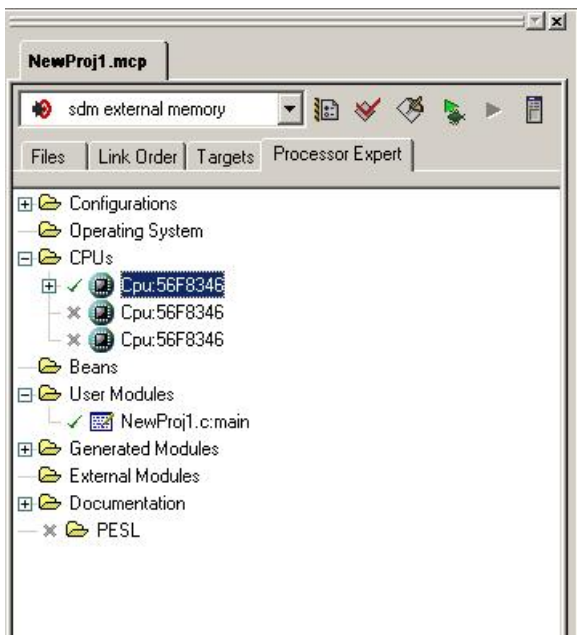 NewProj1.mcp
sdm external memory
Files Link Order Targets Processor Expert
Configurations
Operating System
CPUs
Cpu:56F8346
Cpu:56F8346
Cpu:56F8346
Beans
User Modules
NewProj1.c:main
Generated Modules
External Modules
Documentation
PESL